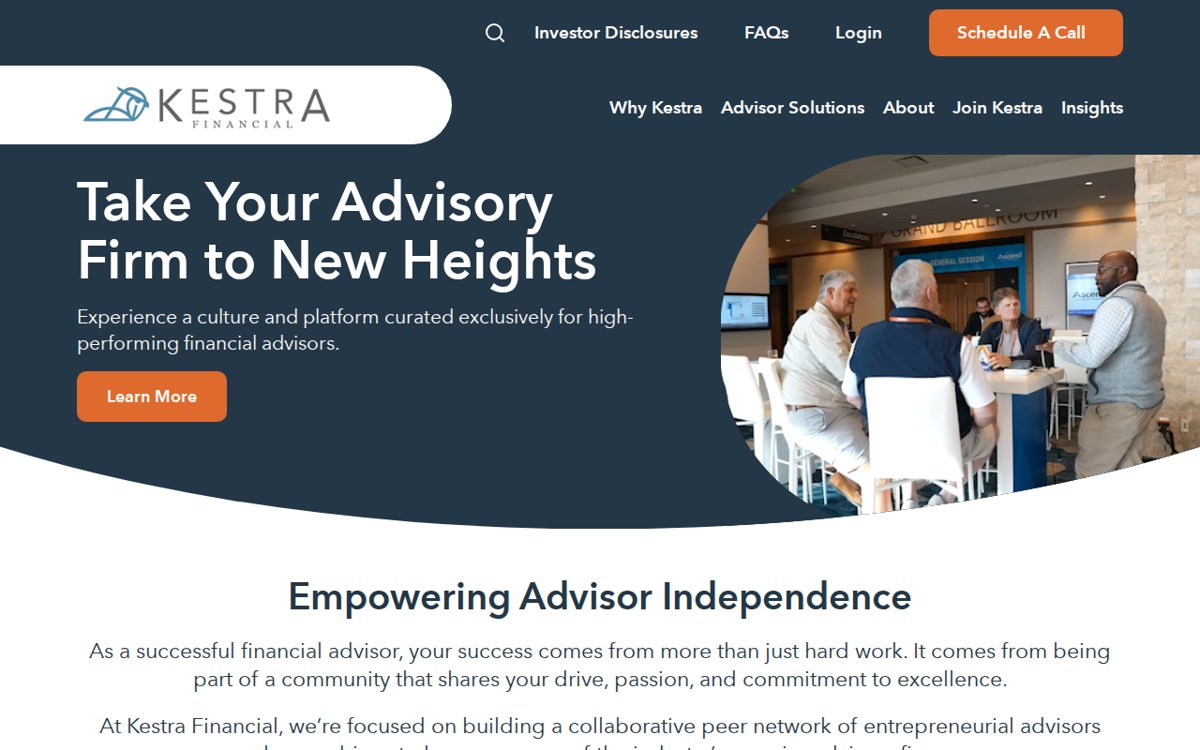 Investor Disclosures
FAQs
Login
Schedule A Call
KESTRA
FINANCIAL
Why Kestra
Advisor Solutions
About
Join Kestra
Insights
Take Your Advisory
Firm to New Heights
Experience a culture and platform curated exclusively for high-
performing financial advisors.
Learn More
GRAND BALLROOM
GENERAL SESSION
Ascend
Empowering Advisor Independence
As a successful financial advisor, your success comes from more than just hard work. It comes from being
part of a community that shares your drive, passion, and commitment to excellence.
At Kestra Financial, we’re focused on building a collaborative peer network of entrepreneurial advisors